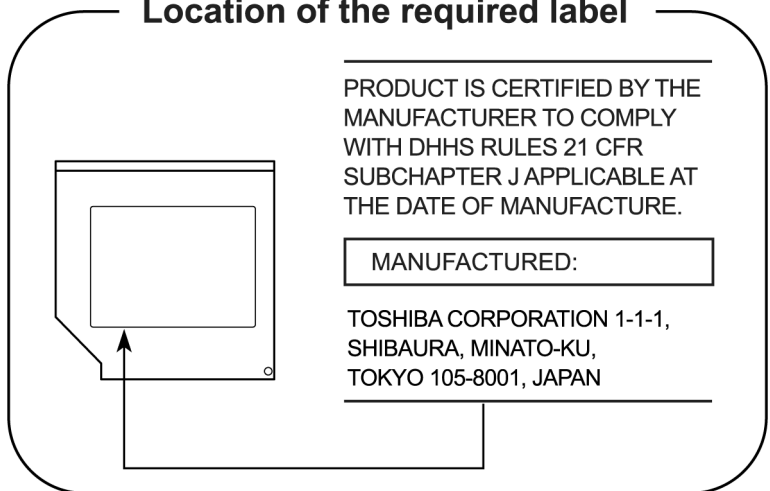 Location of the required label
PRODUCT IS CERTIFIED BY THE
MANUFACTURER TO COMPLY
WITH DHHS RULES 21 CFR
SUBCHAPTER J APPLICABLE AT
THE DATE OF MANUFACTURE.
MANUFACTURED:
TOSHIBA CORPORATION 1-1-1,
SHIBAURA, MINATO-KU,
TOKYO 105-8001, JAPAN